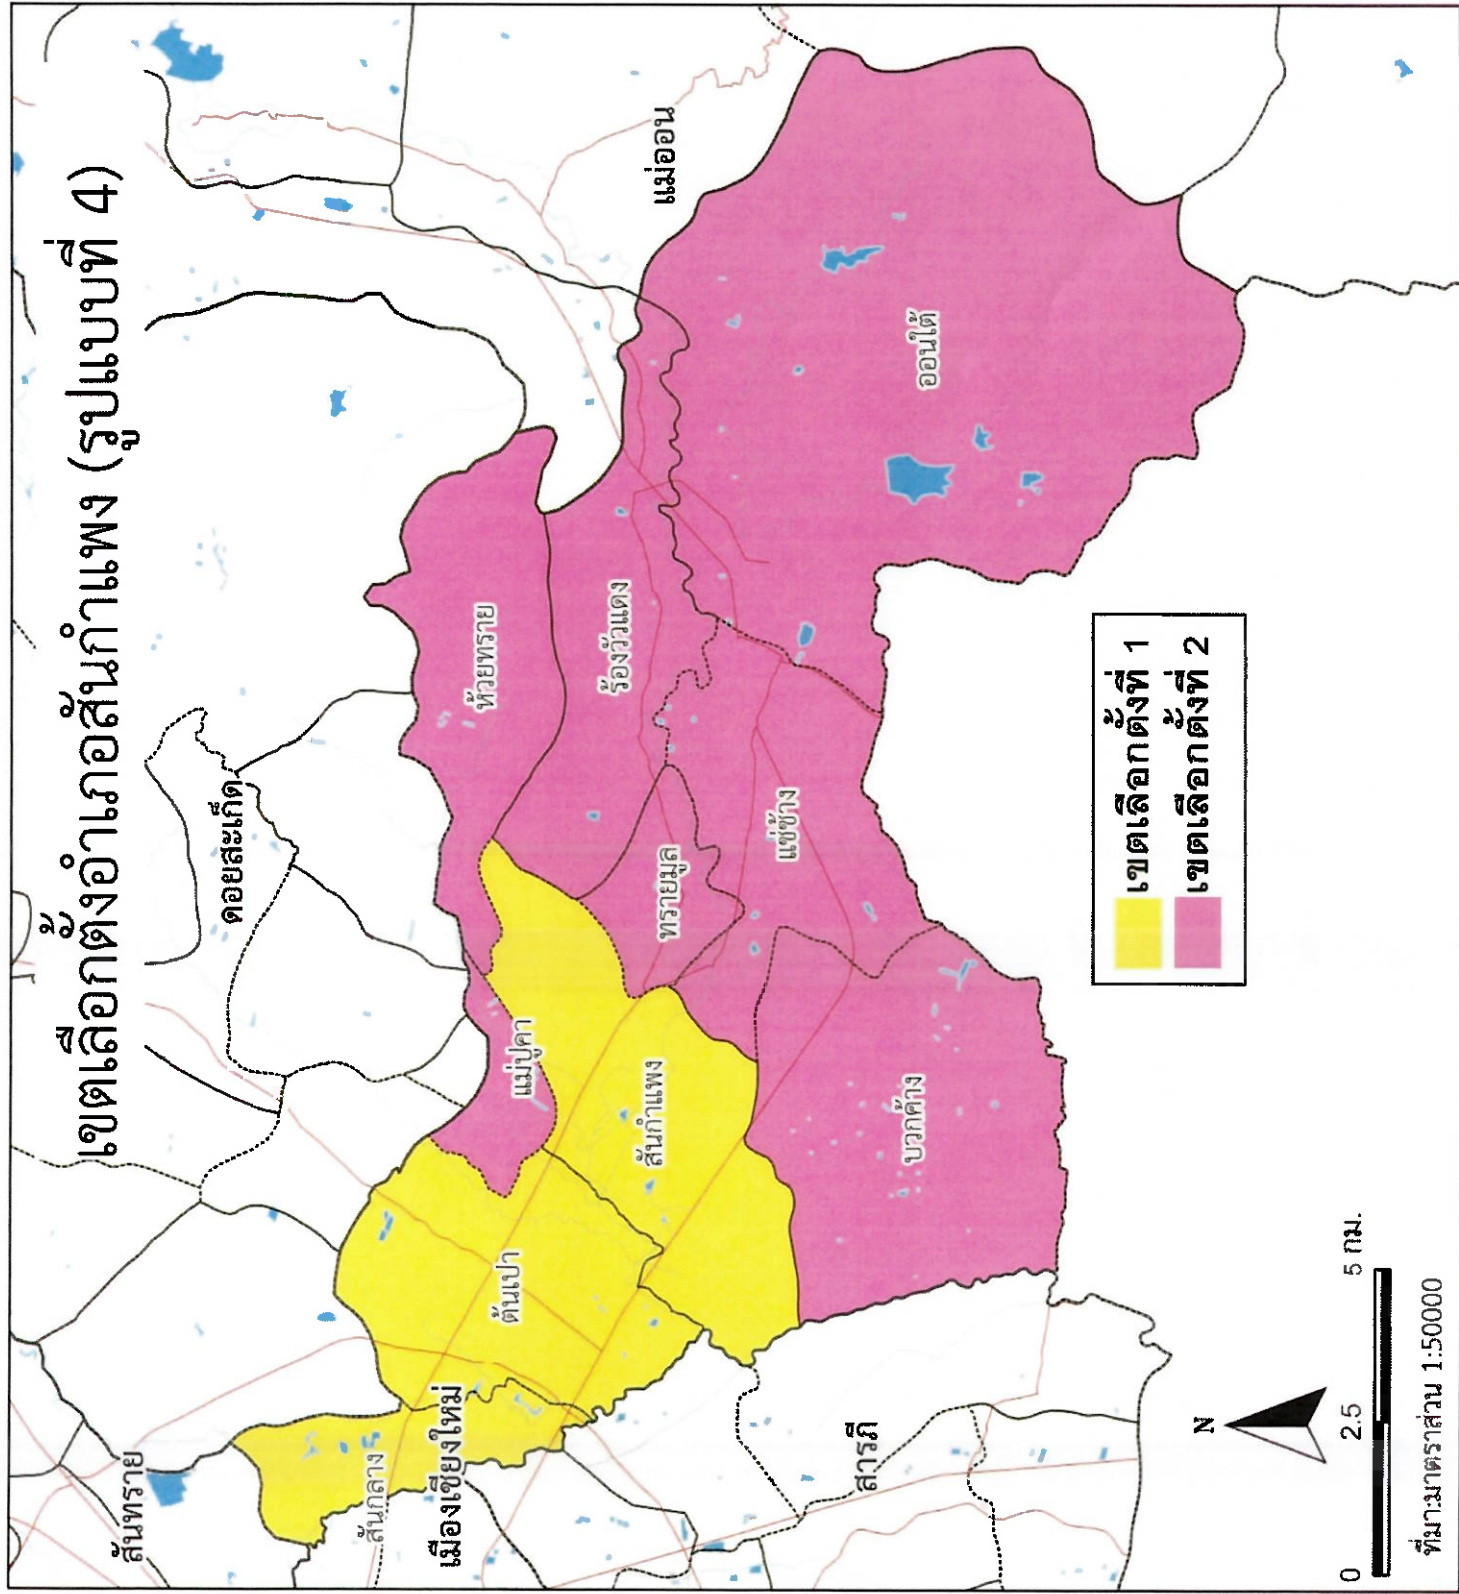 เขตเลือกตั้งอำเภอสันกำแพง (รูปแบบที่ 4)
สันทราย
ดอยสะเก็ด
แม่ออน
สันกลาง
เมืองเชียงใหม่
ต้นเปา
แม่ปูคา
ห้วยทราย
ร้องวัวแดง
สันกำแพง
ทรายมูล
แช่ช้าง
ออนใต้
บวกค้าง
สารภี
เขตเลือกตั้งที่ 1
เขตเลือกตั้งที่ 2
N
0 2.5 5 กม.
ที่มา:มาตราส่วน 1:50000